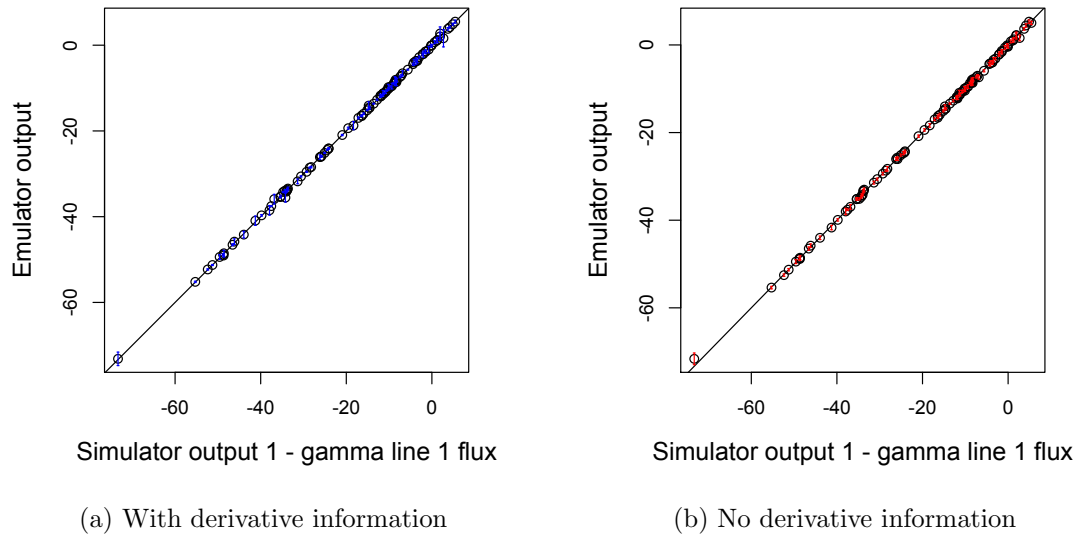 Emulator output
0
-20
-40
-60
-60 -40 -20 0
Simulator output 1 - gamma line 1 flux
(a) With derivative information
Emulator output
0
-20
-40
-60
-60 -40 -20 0
Simulator output 1 - gamma line 1 flux
(b) No derivative information